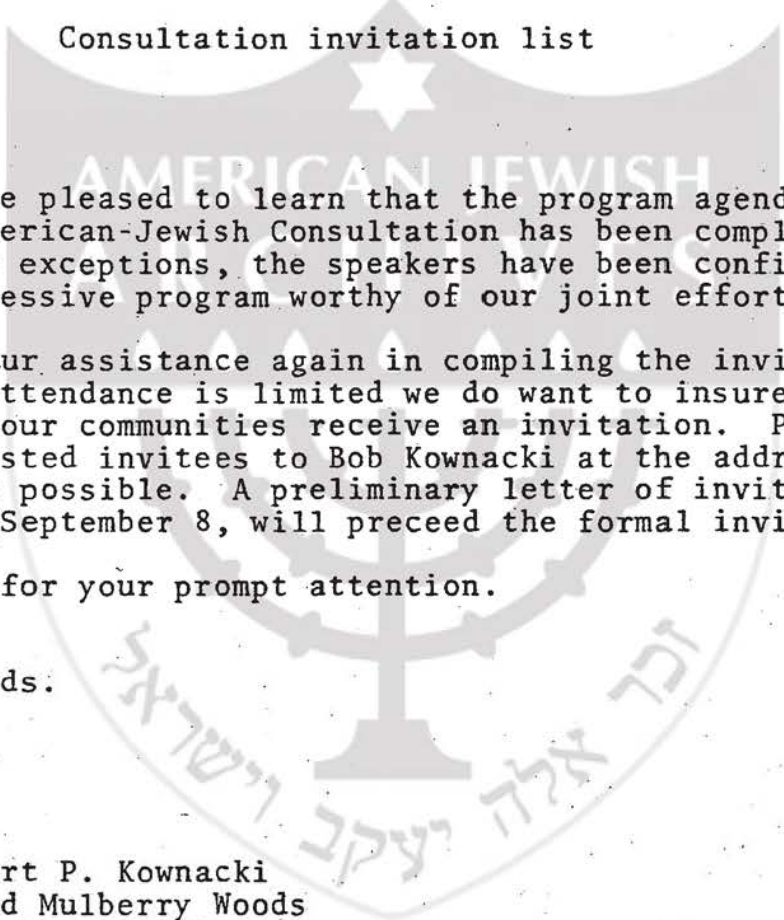 Consultation invitation list
AMERICAN JEWISH
ARCHIVES
e pleased to learn that the program agend
erican-Jewish Consultation has been compl
exceptions, the speakers have been confi
essive program worthy of our joint effort
ur assistance again in compiling the invi
ttendance is limited we do want to insure
our communities receive an invitation. P
sted invitees to Bob Kownacki at the addr
possible. A preliminary letter of invit
September 8, will preceed the formal invi
for your prompt attention.
ds.
זכר אלה יעקב וישראל
rt P. Kownacki
d Mulberry Woods